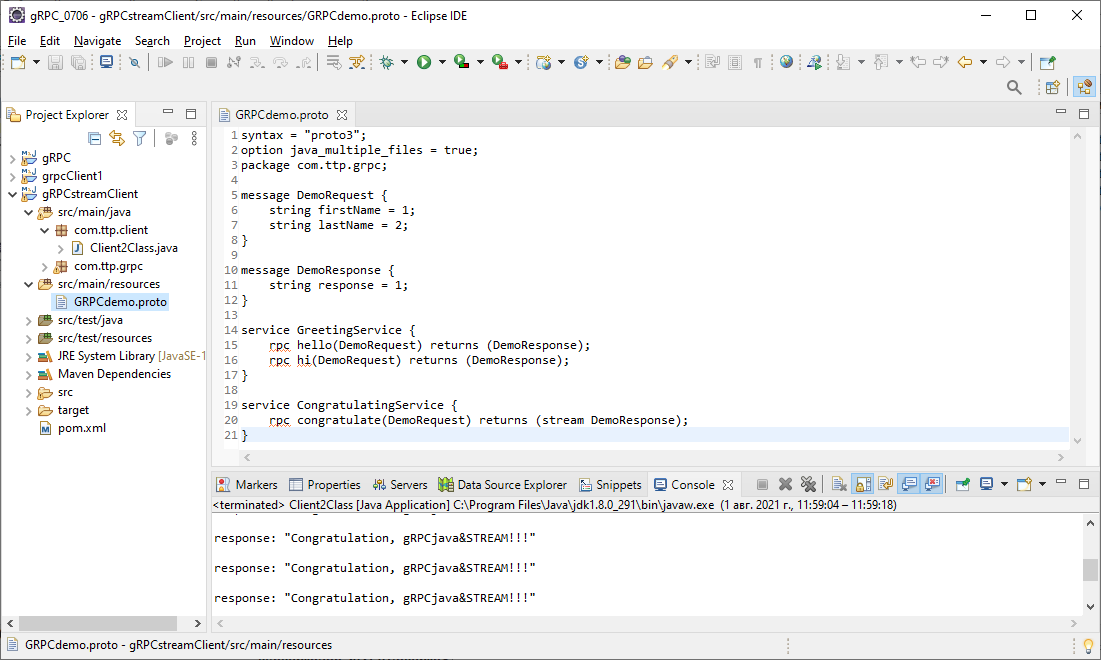 gRPC_0706 - gRPCstreamClient/src/main/resources/GRPCdemo.proto - Eclipse IDE
File Edit Navigate Search Project Run Window Help
Project Explorer
gRPC
grpcClient1
gRPCstreamClient
src/main/java
com.ttp.client
Client2Class.java
com.ttp.grpc
src/main/resources
GRPCdemo.proto
src/test/java
src/test/resources
JRE System Library [JavaSE-1
Maven Dependencies
src
target
pom.xml
GRPCdemo.proto
1 syntax = "proto3";
2 option java_multiple_files = true;
3 package com.ttp.grpc;
4
5 message DemoRequest {
6     string firstName = 1;
7     string lastName = 2;
8 }
9
10 message DemoResponse {
11     string response = 1;
12 }
13
14 service GreetingService {
15     rpc hello(DemoRequest) returns (DemoResponse);
16     rpc hi(DemoRequest) returns (DemoResponse);
17 }
18
19 service CongratulatingService {
20     rpc congratulate(DemoRequest) returns (stream DemoResponse);
21 }
Markers Properties Servers Data Source Explorer Snippets Console
<terminated> Client2Class [Java Application] C:\Program Files\Java\jdk1.8.0_291\bin\javaw.exe (1 авг. 2021 г., 11:59:04 – 11:59:18)
response: "Congratulation, gRPCjava&STREAM!!!"
response: "Congratulation, gRPCjava&STREAM!!!"
response: "Congratulation, gRPCjava&STREAM!!!"
GRPCdemo.proto - gRPCstreamClient/src/main/resources